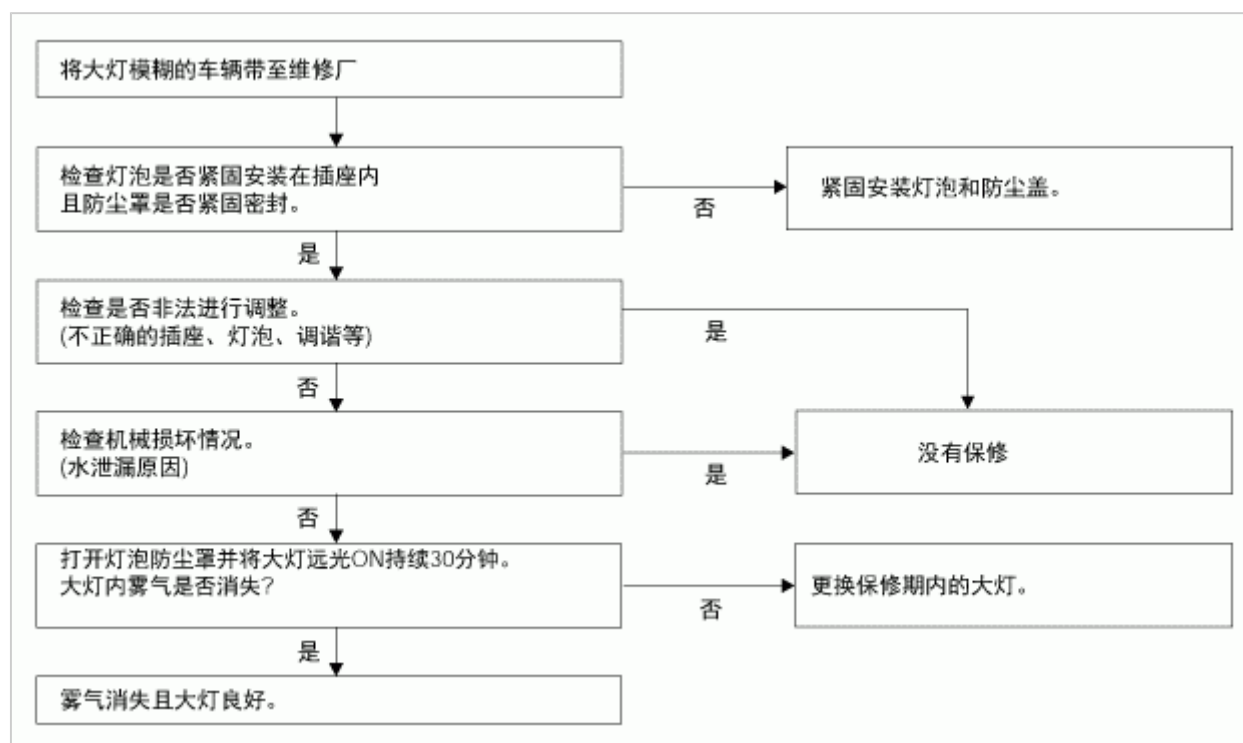 将大灯模糊的车辆带至维修厂
检查灯泡是否紧固安装在插座内
且防尘罩是否紧固密封。
否
紧固安装灯泡和防尘盖。
是
检查是否非法进行调整。
(不正确的插座、灯泡、调谐等)
是
否
检查机械损坏情况。
(水泄漏原因)
是
没有保修
否
打开灯泡防尘罩并将大灯远光ON持续30分钟。
大灯内雾气是否消失?
否
更换保修期内的大灯。
是
雾气消失且大灯良好。